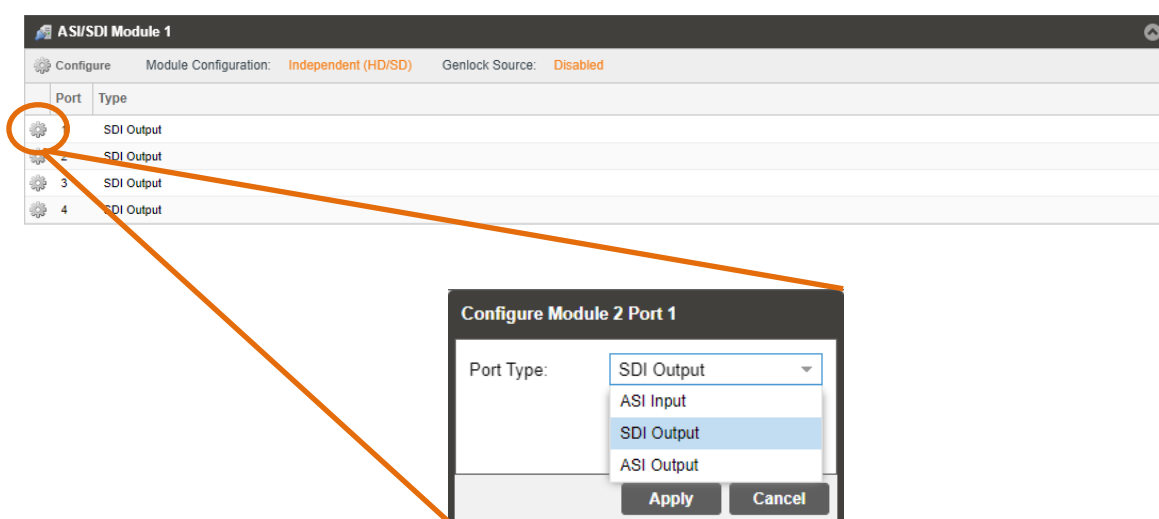 ASI/SDI Module 1
Configure Module Configuration: Independent (HD/SD) Genlock Source: Disabled
Port Type
1 SDI Output
2 SDI Output
3 SDI Output
4 SDI Output
Configure Module 2 Port 1
Port Type: SDI Output
ASI Input
SDI Output
ASI Output
Apply Cancel